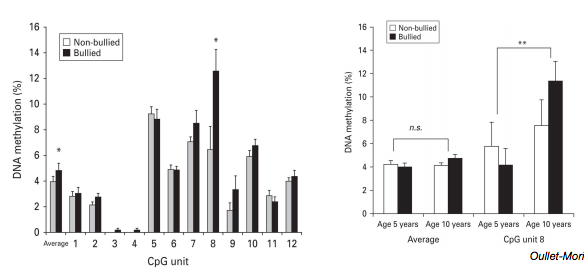 16
14
12
10
8
6
4
2
0
DNA methylation (%)
Non-bullied
Bullied
*
*
Average 1 2 3 4 5 6 7 8 9 10 11 12
CpG unit
16
14
12
10
8
6
4
2
0
DNA methylation (%)
Non-bullied
Bullied
**
n.s.
Age 5 years Age 10 years Age 5 years Age 10 years
Average CpG unit 8
Oullet-Mori